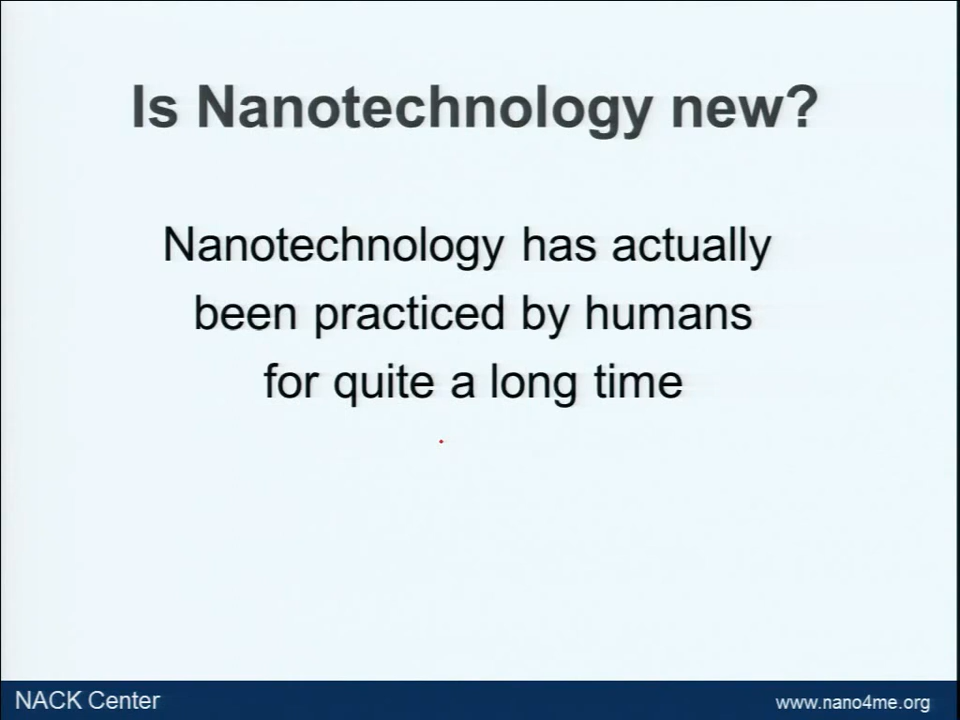 Is Nanotechnology new?
Nanotechnology has actually
been practiced by humans
for quite a long time
NACK Center
www.nano4me.org